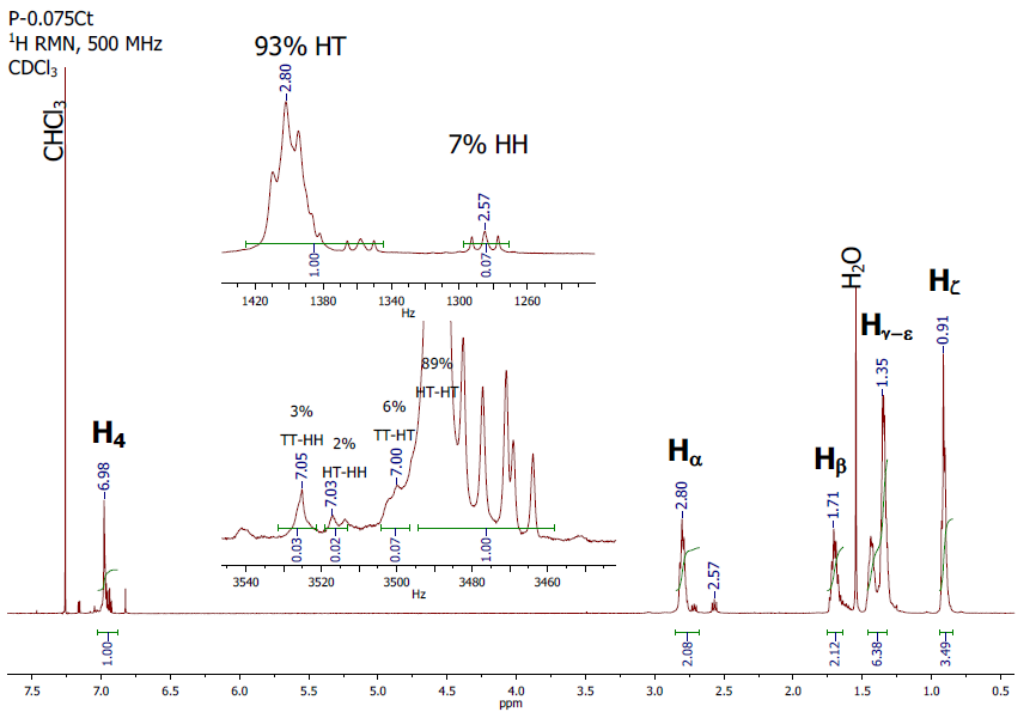 P-0.075Ct
¹H RMN, 500 MHz
CDCl₃
CHCl₃
93% HT
2.80
7% HH
2.57
1.00
0.07
1420 1380 1340 1300 1260
Hz
89%
HT-HT
6%
TT-HT
3%
TT-HH
2%
HT-HH
7.05
7.03
7.00
0.03
0.02
0.07
1.00
3540 3520 3500 3480 3460
Hz
H₄
6.98
Hα
2.80
2.57
Hβ
1.71
H₂O
Hγ–ε
1.35
Hζ
0.91
1.00
2.08
2.12
6.38
3.49
7.5 7.0 6.5 6.0 5.5 5.0 4.5 4.0 3.5 3.0 2.5 2.0 1.5 1.0 0.5
ppm